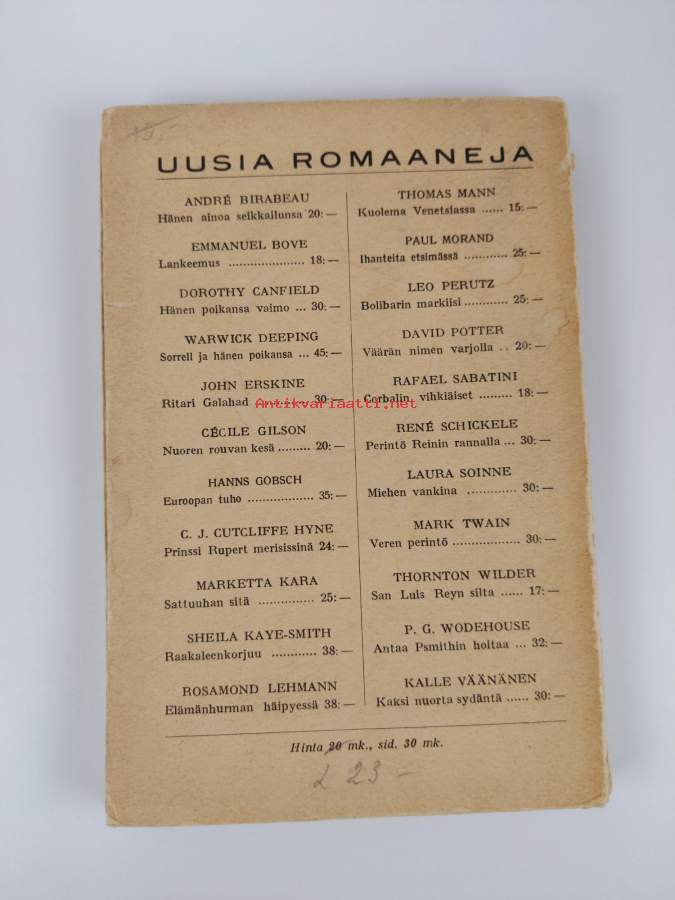 15.-
UUSIA ROMAANEJA
ANDRÉ BIRABEAU
Hänen ainoa seikkailunsa 20: —
EMMANUEL BOVE
Lankeemus ..................... 18: —
DOROTHY CANFIELD
Hänen poikansa vaimo ... 30: —
WARWICK DEEPING
Sorrell ja hänen poikansa ... 45: —
JOHN ERSKINE
Ritari Galahad .................. 30: —
CÉCILE GILSON
Nuoren rouvan kesä ......... 20: —
HANNS GOBSCH
Euroopan tuho .................. 35: —
C. J. CUTCLIFFE HYNE
Prinssi Rupert merisissinä 24: —
MARKETTA KARA
Sattuuhan sitä ............... 25: —
SHEILA KAYE-SMITH
Raakaleenkorjuu ............ 38: —
ROSAMOND LEHMANN
Elämänhurman häipyessä 38: —
THOMAS MANN
Kuolema Venetsiassa ...... 15: —
PAUL MORAND
Ihanteita etsimässä ............ 25: —
LEO PERUTZ
Bolibarin markiisi ............ 25: —
DAVID POTTER
Väärän nimen varjolla .. 20: —
RAFAEL SABATINI
Corbalin vihkiäiset ......... 18: —
RENÉ SCHICKELE
Perintö Reinin rannalla ... 30: —
LAURA SOINNE
Miehen vankina ............... 30: —
MARK TWAIN
Veren perintö .................. 30: —
THORNTON WILDER
San Luis Reyn silta ...... 17: —
P. G. WODEHOUSE
Antaa Psmithin hoitaa ... 32: —
KALLE VÄÄNÄNEN
Kaksi nuorta sydäntä ...... 30: —
Antikvariaatti.net
Hinta 20 mk., sid. 30 mk.
23 -